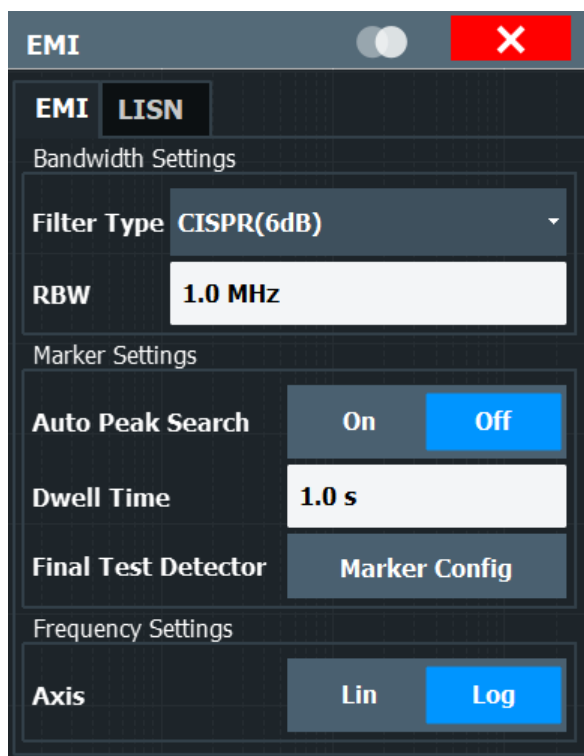 EMI
EMI LISN
Bandwidth Settings
Filter Type CISPR(6dB)
RBW 1.0 MHz
Marker Settings
Auto Peak Search On Off
Dwell Time 1.0 s
Final Test Detector Marker Config
Frequency Settings
Axis Lin Log